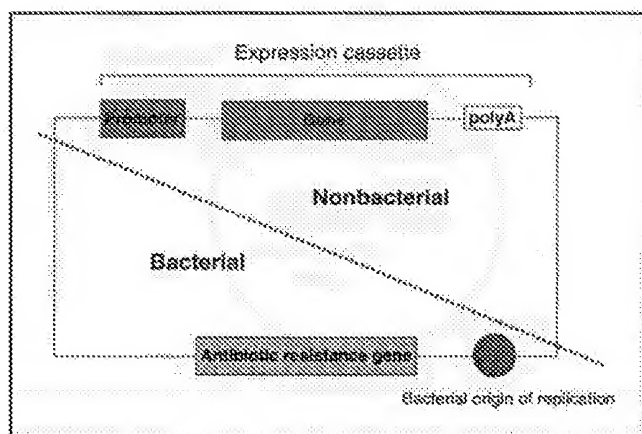 Expression cassette
Promoter
Gene
polyA
Nonbacterial
Bacterial
Antibiotic resistance gene
Bacterial origin of replication